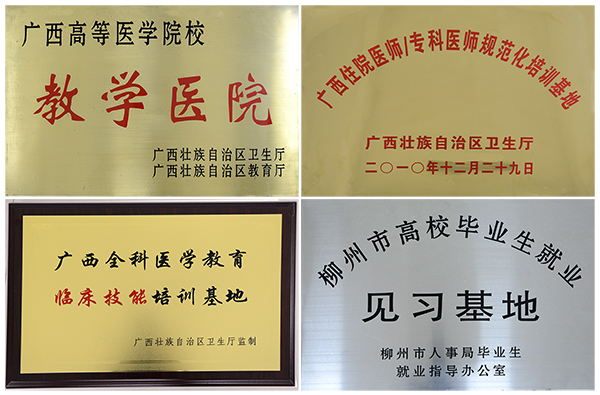 广西高等医学院校
教学医院
广西壮族自治区卫生厅
广西壮族自治区教育厅
广西住院医师/专科医师规范化培训基地
广西壮族自治区卫生厅
二〇一〇年十二月二十九日
广西全科医学教育
临床技能培训基地
广西壮族自治区卫生厅监制
柳州市高校毕业生就业
见习基地
柳州市人事局毕业生
就业指导办公室